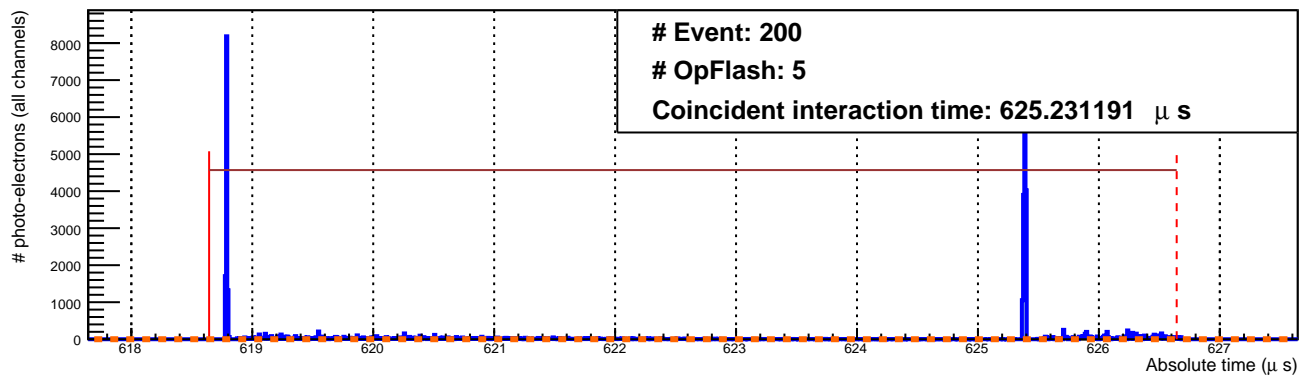 # Event: 200
# OpFlash: 5
Coincident interaction time: 625.231191 μ s
# photo-electrons (all channels)
8000
7000
6000
5000
4000
3000
2000
1000
0
618 619 620 621 622 623 624 625 626 627
Absolute time (μ s)